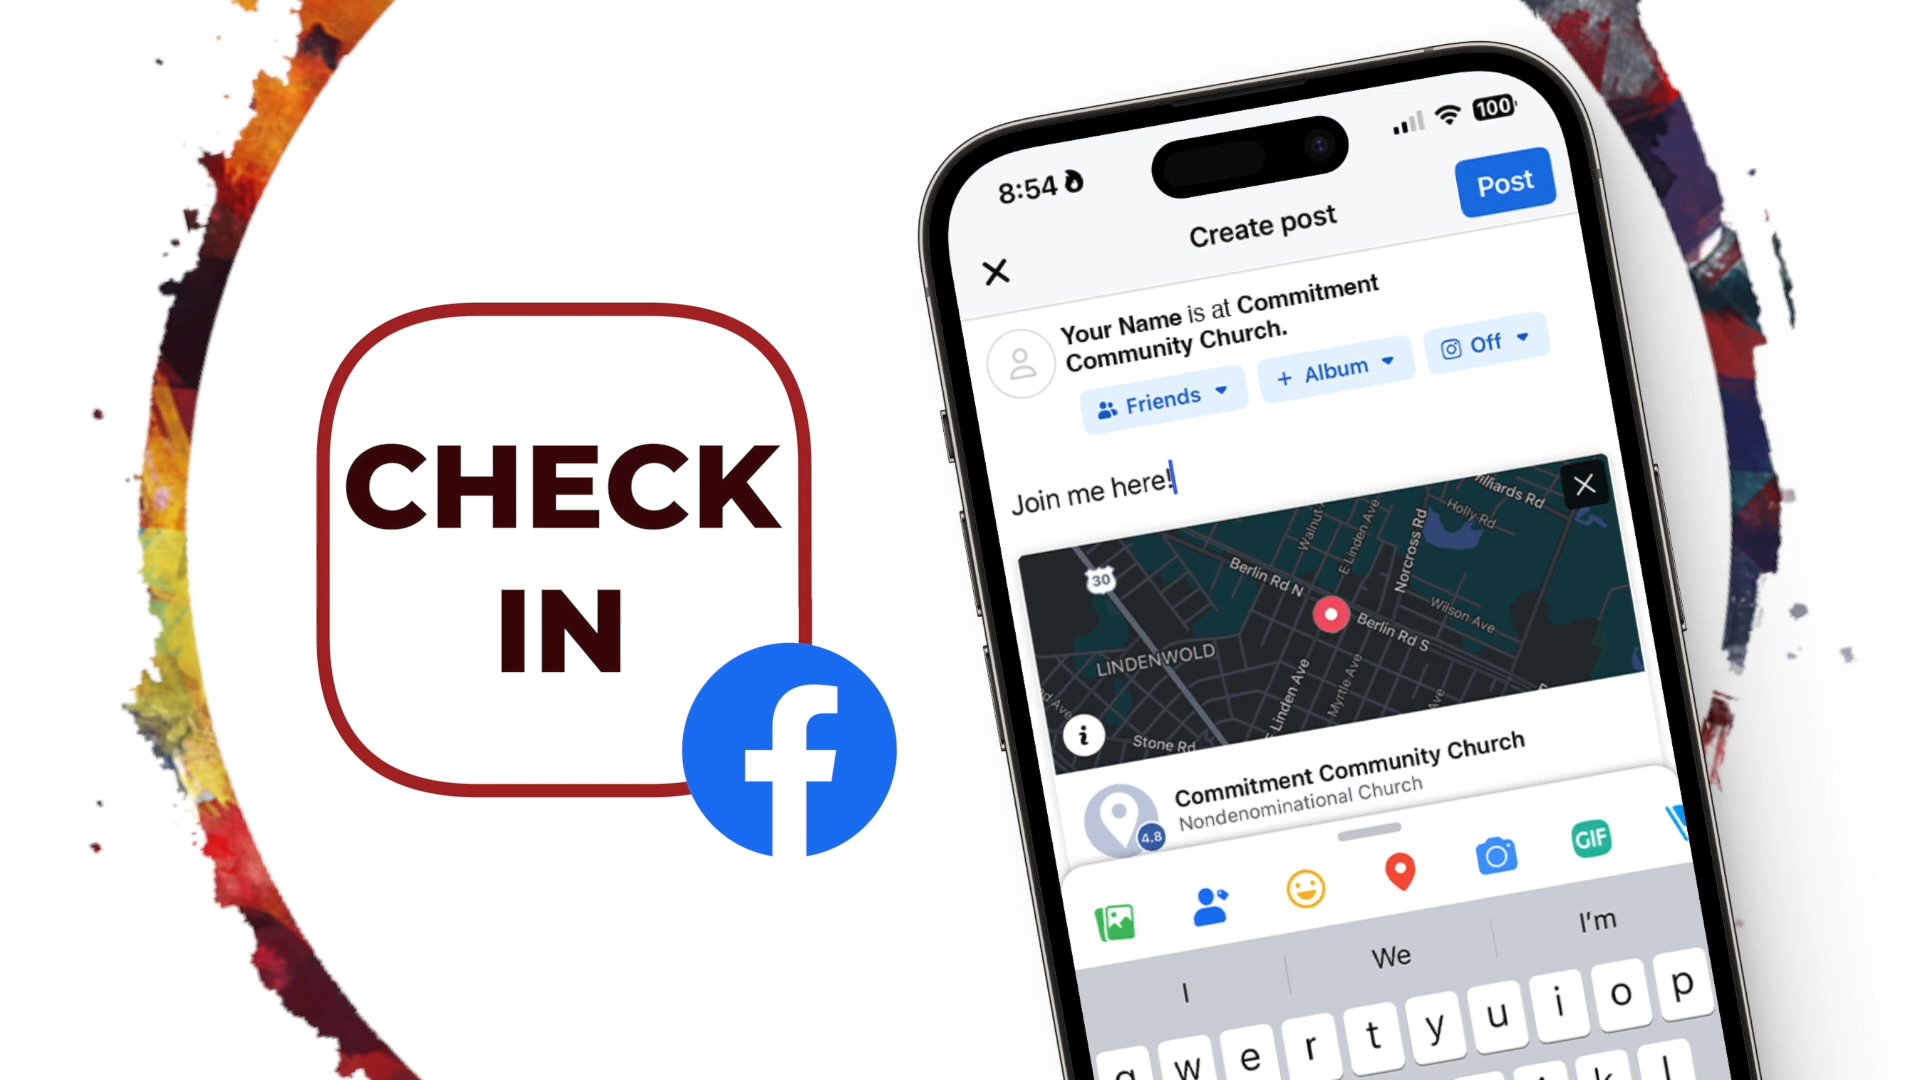 CHECK
IN
8:54
100
Create post
Post
Your Name is at Commitment
Community Church.
Friends
+ Album
Off
Join me here!
30
Walnut
E Linden Ave
Norcross Rd
Holly Rd
Berlin Rd N
Wilson Ave
Berlin Rd S
LINDENWOLD
Linden Ave
Myrtle Ave
Ave
Stone Rd
i
Commitment Community Church
Nondenominational Church
4.8
GIF
I
We
I'm
q w e r t y u i o p
k l